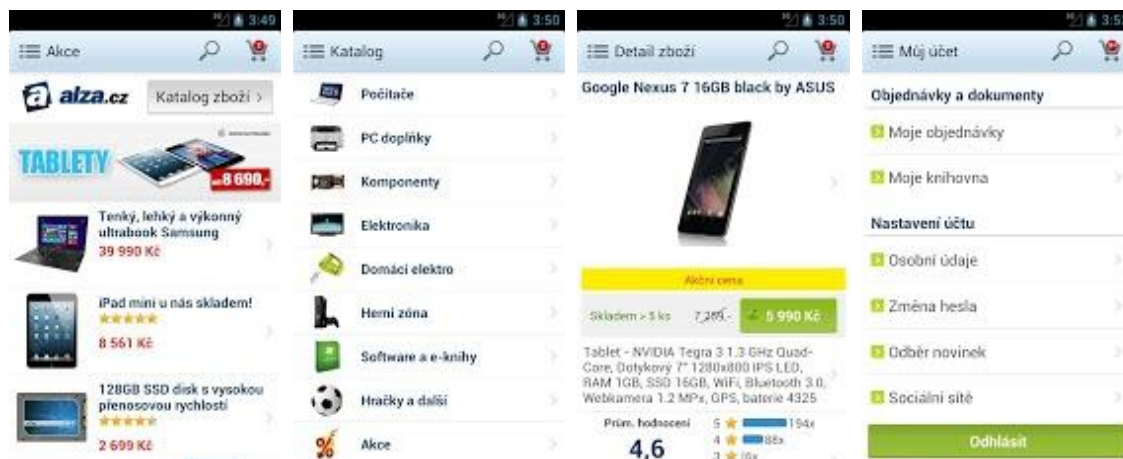 3:49
Akce
alza.cz
Katalog zboží >
TABLETY
od 8 690,-
Tenký, lehký a výkonný
ultrabook Samsung
39 990 Kč
iPad mini u nás skladem!
8 561 Kč
128GB SSD disk s vysokou
přenosovou rychlostí
2 699 Kč
3:50
Katalog
Počítače
PC doplňky
Komponenty
Elektronika
Domácí elektro
Herní zóna
Software a e-knihy
Hračky a další
Akce
3:50
Detail zboží
Google Nexus 7 16GB black by ASUS
Akční cena
Skladem > 5 ks 7,289,- 5 990 Kč
Tablet - NVIDIA Tegra 3 1.3 GHz Quad-
Core, Dotykový 7" 1280x800 IPS LED,
RAM 1GB, SSD 16GB, WiFi, Bluetooth 3.0,
Webkamera 1.2 MPx, GPS, baterie 4325
Prům. hodnocení
4,6
5 194x
4 88x
3
Můj účet
Objednávky a dokumenty
Moje objednávky
Moje knihovna
Nastavení účtu
Osobní údaje
Změna hesla
Odběr novinek
Sociální sítě
Odhlásit